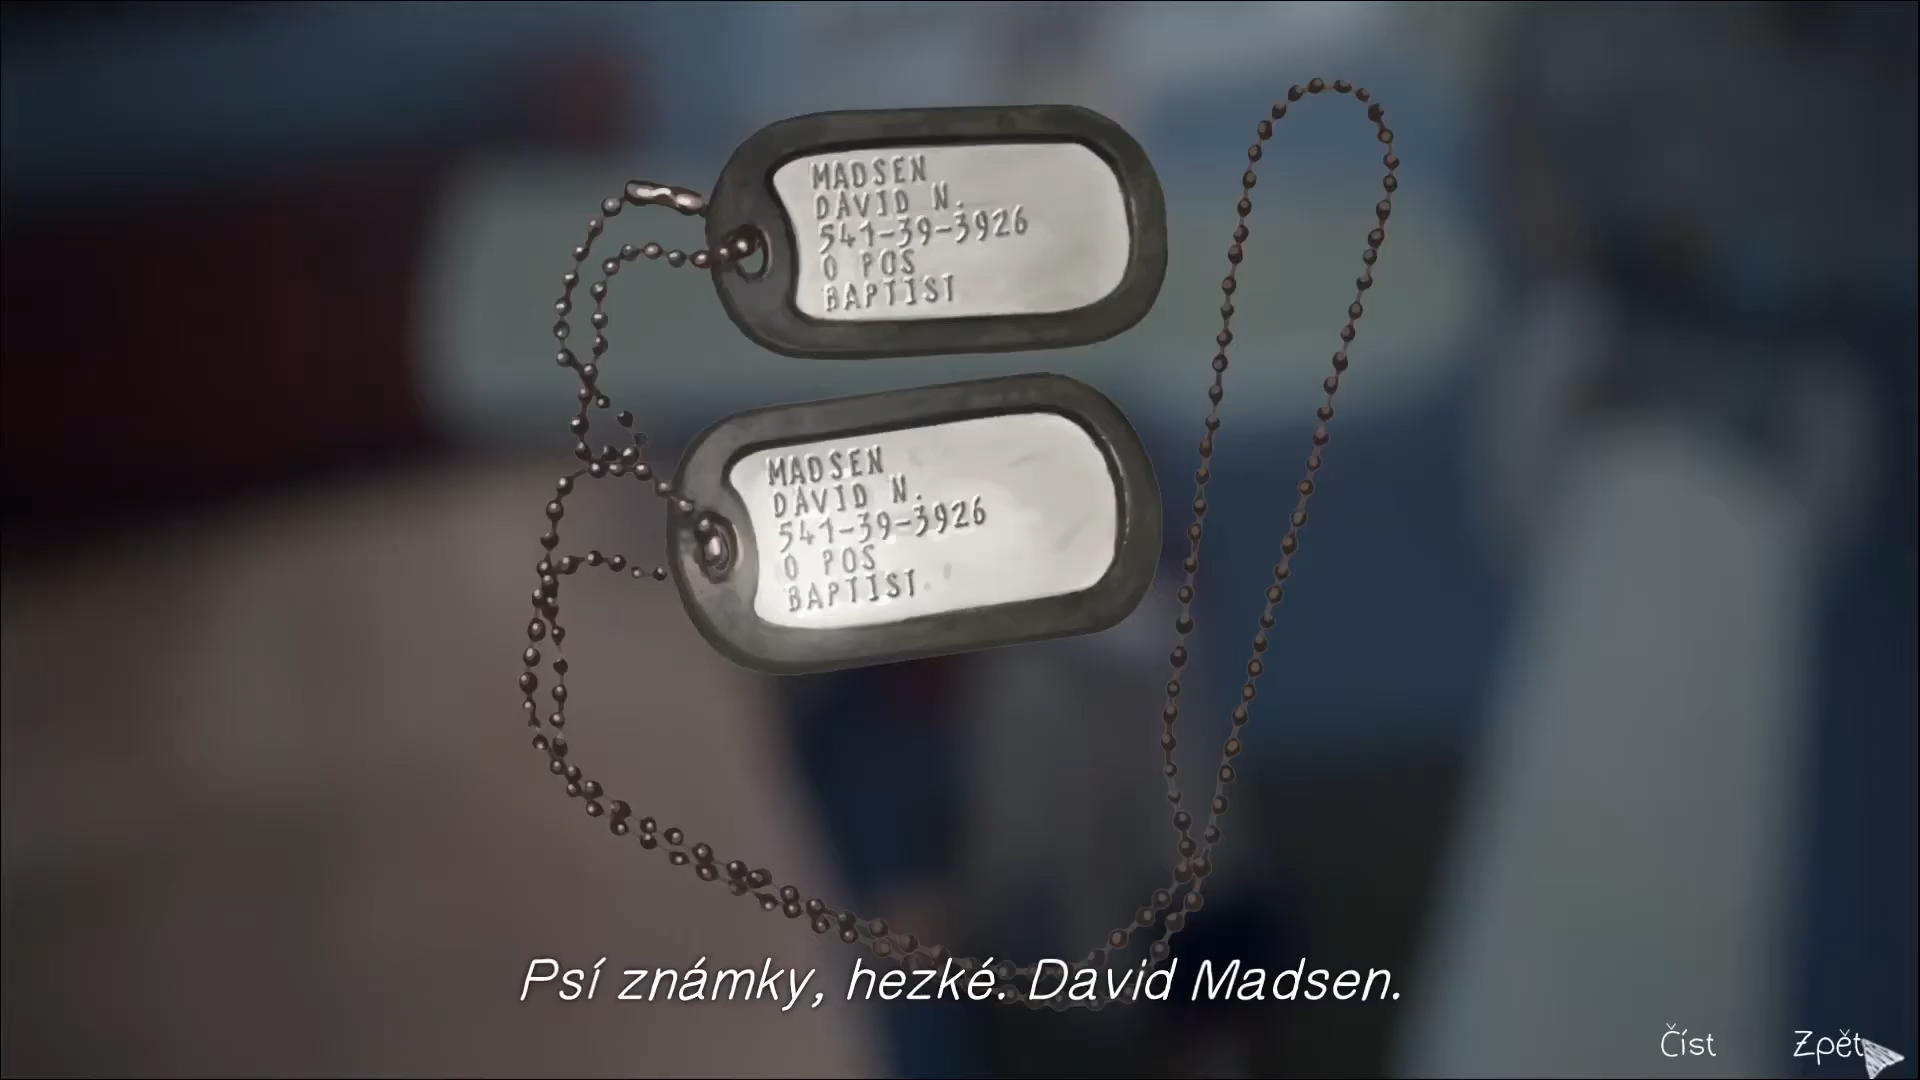 MADSEN
DAVID N.
541-39-3926
O POS
BAPTIST
MADSEN
DAVID N.
541-39-3926
O POS
BAPTIST
Psí známky, hezké. David Madsen.
Číst
Zpět